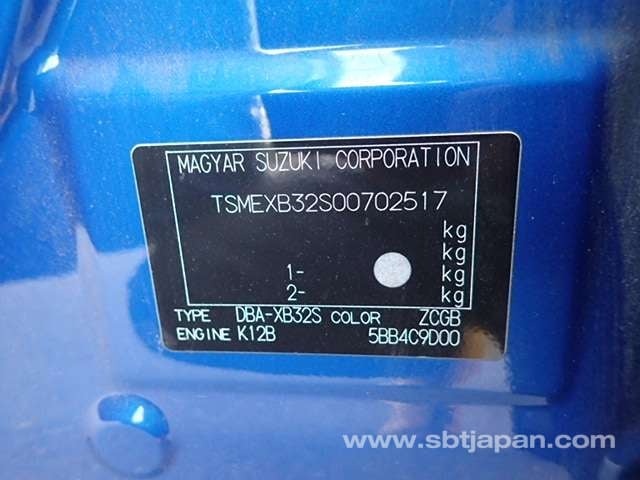 MAGYAR SUZUKI CORPORATION
TSMEXB32S00702517
kg
kg
1- kg
2- kg
TYPE DBA-XB32S COLOR ZCGB
ENGINE K12B 5BB4C9D00
www.sbtjapan.com